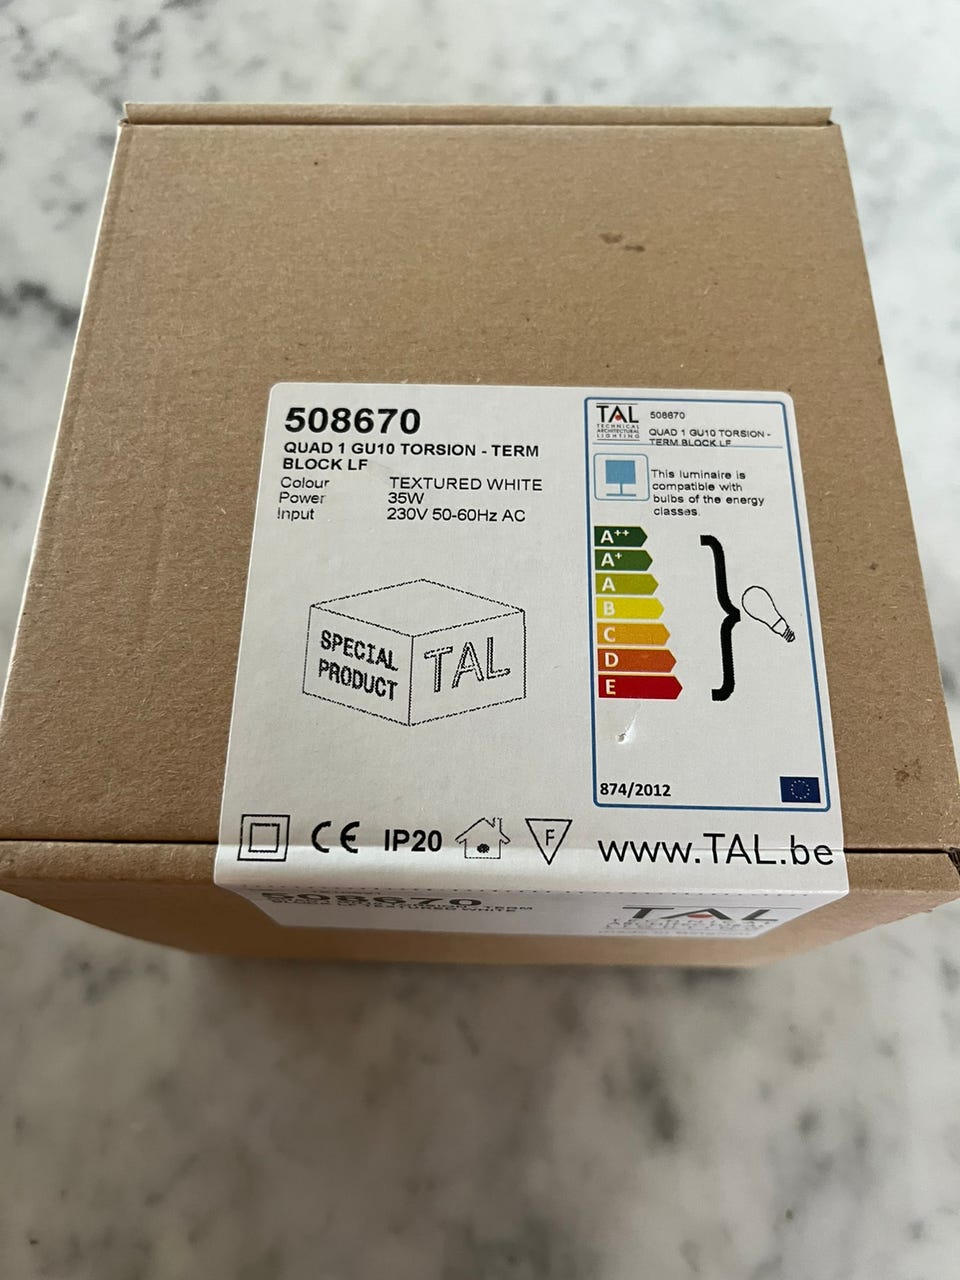 508670
QUAD 1 GU10 TORSION - TERM
BLOCK LF
Colour TEXTURED WHITE
Power 35W
Input 230V 50-60Hz AC
SPECIAL
PRODUCT
TAL
TAL
TECHNICAL
ARCHITECTURAL
LIGHTING
508670
QUAD 1 GU10 TORSION -
TERM BLOCK LF
This luminaire is
compatible with
bulbs of the energy
classes.
A++
A+
A
B
C
D
E
874/2012
CE IP20 F
www.TAL.be
508670
TAL